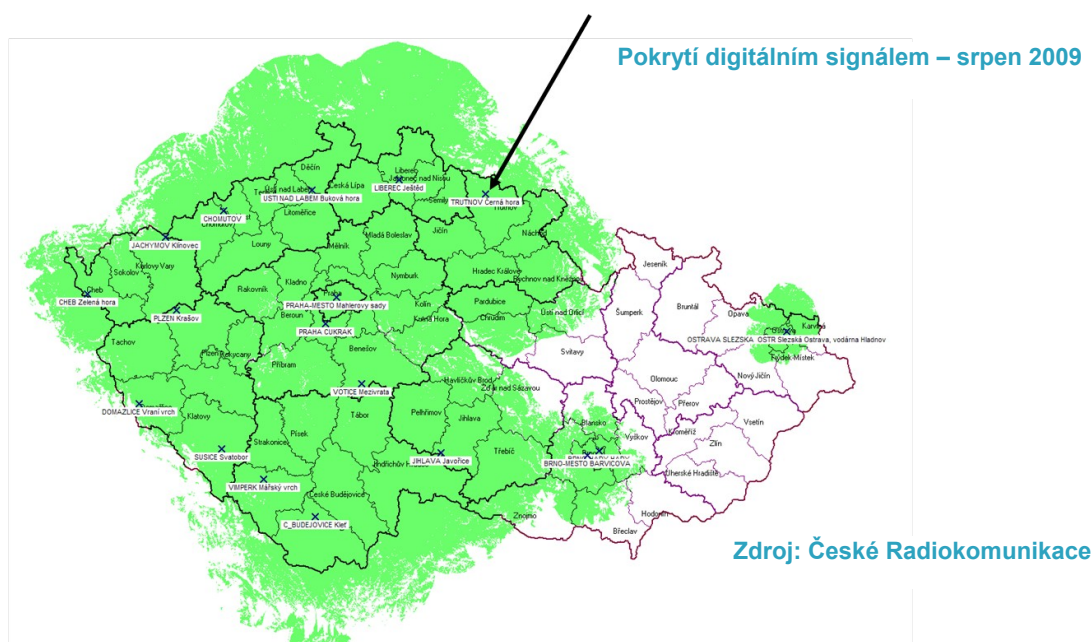 Pokrytí digitálním signálem – srpen 2009
Děčín
Liberec
Jablonec nad Nisou
LIBEREC Ještěd
Česká Lípa
ÚSTI NAD LABEM Buková hora
TRUTNOV Černá hora
Trutnov
Semily
CHOMUTOV
Litoměřice
Jičín
Mladá Boleslav
Náchod
JACHYMOV Klínovec
Louny
Mělník
Jeseník
Karlovy Vary
Sokolov
Cheb
CHEB Zelená hora
Rakovník
Kladno
Nymburk
Hradec Králové
Rychnov nad Kněžnou
Praha
PRAHA-MESTO Mahlerovy sady
Kolín
Pardubice
Šumperk
Bruntál
Opava
PLZEN Krašov
Beroun
PRAHA CUKRAK
Kutná Hora
Chrudim
Ústí nad Orlicí
Karviná
OSTRAVA SLEZSKA
OSTR Slezská Ostrava, vodárna Hladnov
Tachov
Rokycany
Benešov
Svitavy
Frýdek-Místek
Příbram
Nový Jičín
Olomouc
VOTICE Mezivrata
Havlíčkův Brod
Žďár nad Sázavou
Prostějov
Přerov
DOMAZLICE Vraní vrch
Klatovy
Tábor
Pelhřimov
Jihlava
Blansko
Vsetín
Písek
Strakonice
Vyškov
Kroměříž
Zlín
SUSICE Svatobor
Třebíč
JIHLAVA Javořice
BRNO-MESTO BARVICOVA
Uherské Hradiště
VIMPERK Mářský vrch
Jindřichův Hradec
České Budějovice
C_BUDEJOVICE Kleť
Znojmo
Hodonín
Břeclav
Zdroj: České Radiokomunikace